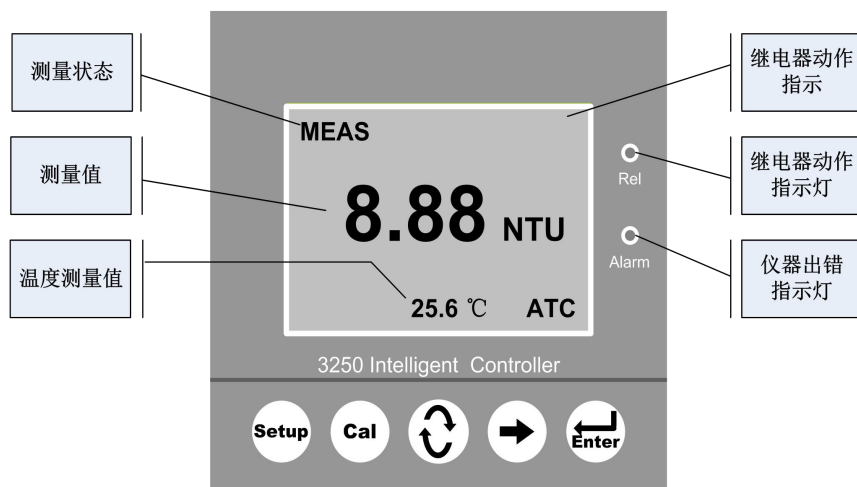 测量状态
测量值
温度测量值
MEAS
8.88 NTU
25.6 ℃ ATC
Rel
Alarm
3250 Intelligent Controller
Setup
Cal
Enter
继电器动作
指示
继电器动作
指示灯
仪器出错
指示灯